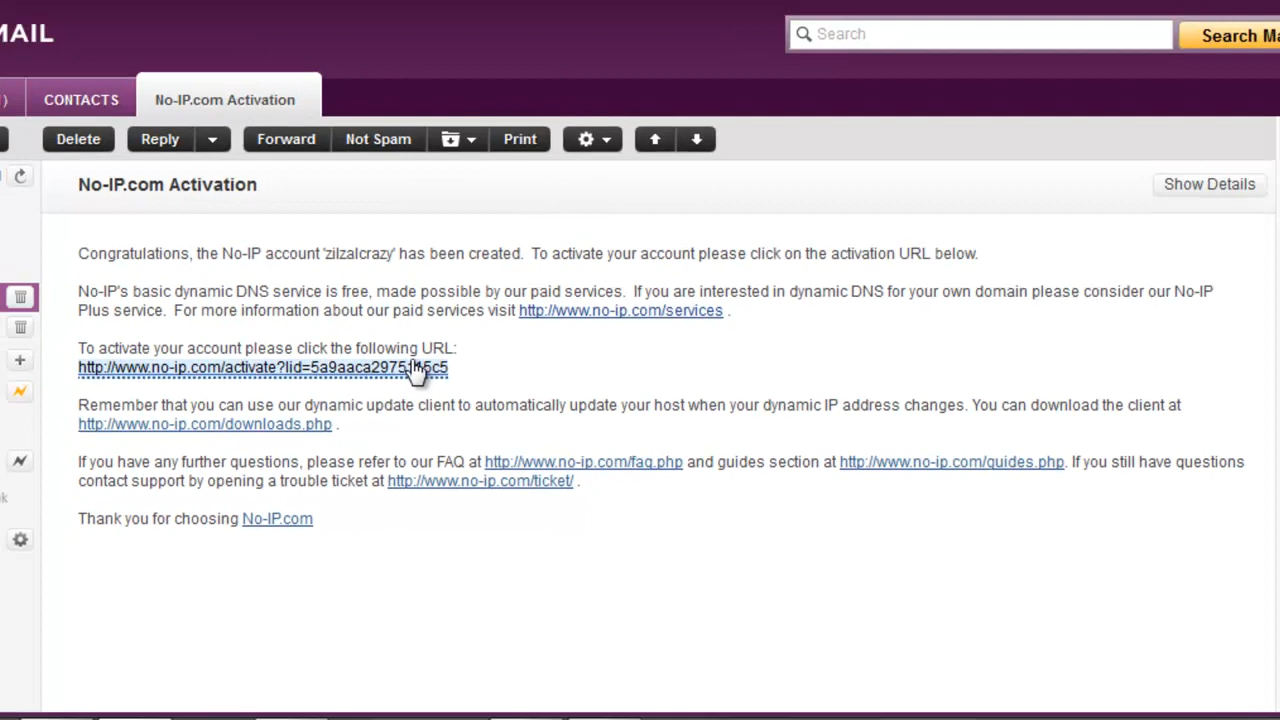 MAIL
Search
Search Ma
CONTACTS
No-IP.com Activation
Delete
Reply
Forward
Not Spam
Print
No-IP.com Activation
Show Details
Congratulations, the No-IP account 'zilzalcrazy' has been created. To activate your account please click on the activation URL below.
No-IP's basic dynamic DNS service is free, made possible by our paid services. If you are interested in dynamic DNS for your own domain please consider our No-IP
Plus service. For more information about our paid services visit http://www.no-ip.com/services .
To activate your account please click the following URL:
Remember that you can use our dynamic update client to automatically update your host when your dynamic IP address changes. You can download the client at
http://www.no-ip.com/downloads.php .
If you have any further questions, please refer to our FAQ at http://www.no-ip.com/faq.php and guides section at http://www.no-ip.com/guides.php. If you still have questions
contact support by opening a trouble ticket at http://www.no-ip.com/ticket/ .
Thank you for choosing No-IP.com